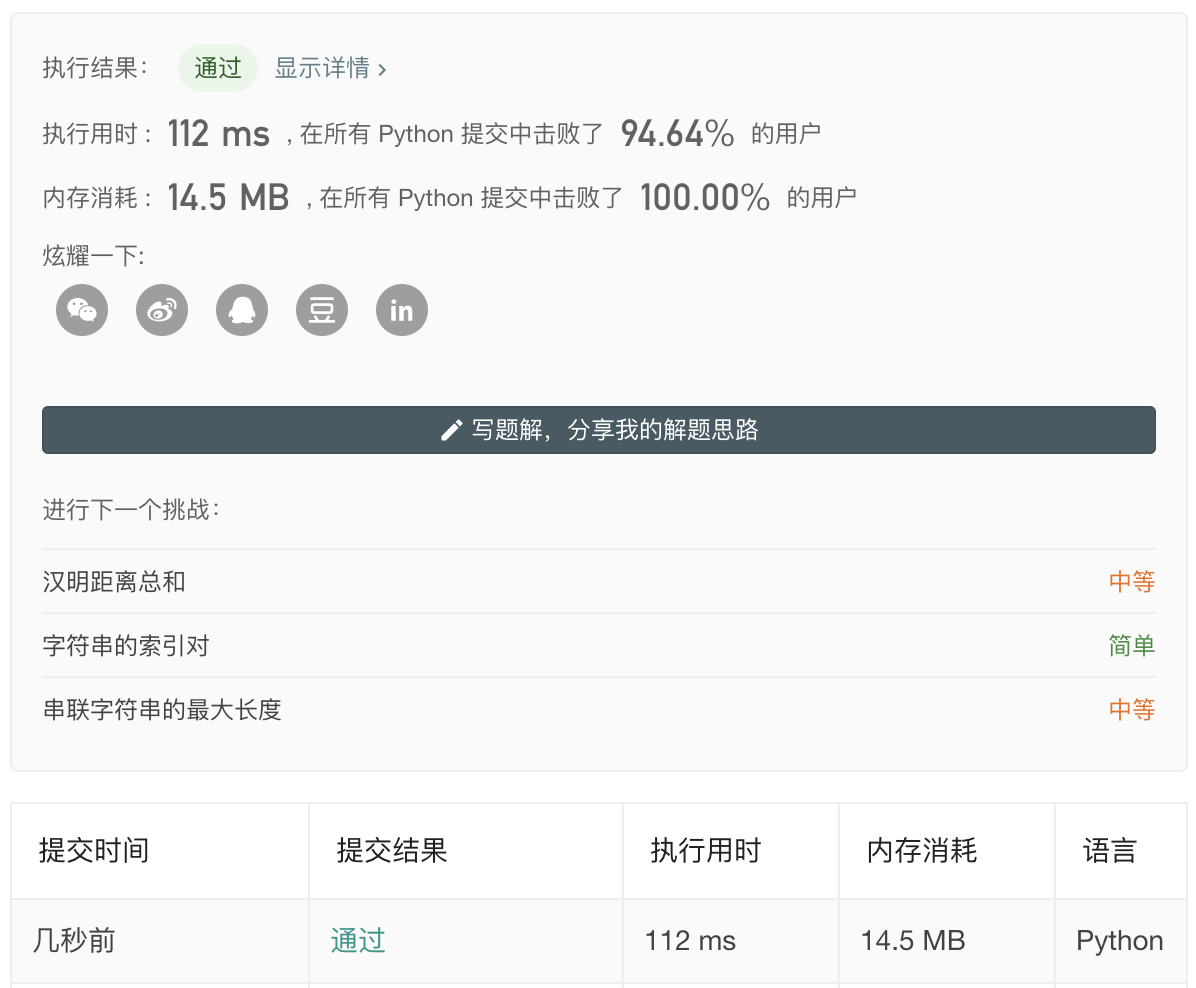 执行结果： 通过 显示详情 ›
执行用时 : 112 ms , 在所有 Python 提交中击败了 94.64% 的用户
内存消耗 : 14.5 MB , 在所有 Python 提交中击败了 100.00% 的用户
炫耀一下:
豆 in
写题解，分享我的解题思路
进行下一个挑战：
汉明距离总和 中等
字符串的索引对 简单
串联字符串的最大长度 中等
提交时间 提交结果 执行用时 内存消耗 语言
几秒前 通过 112 ms 14.5 MB Python